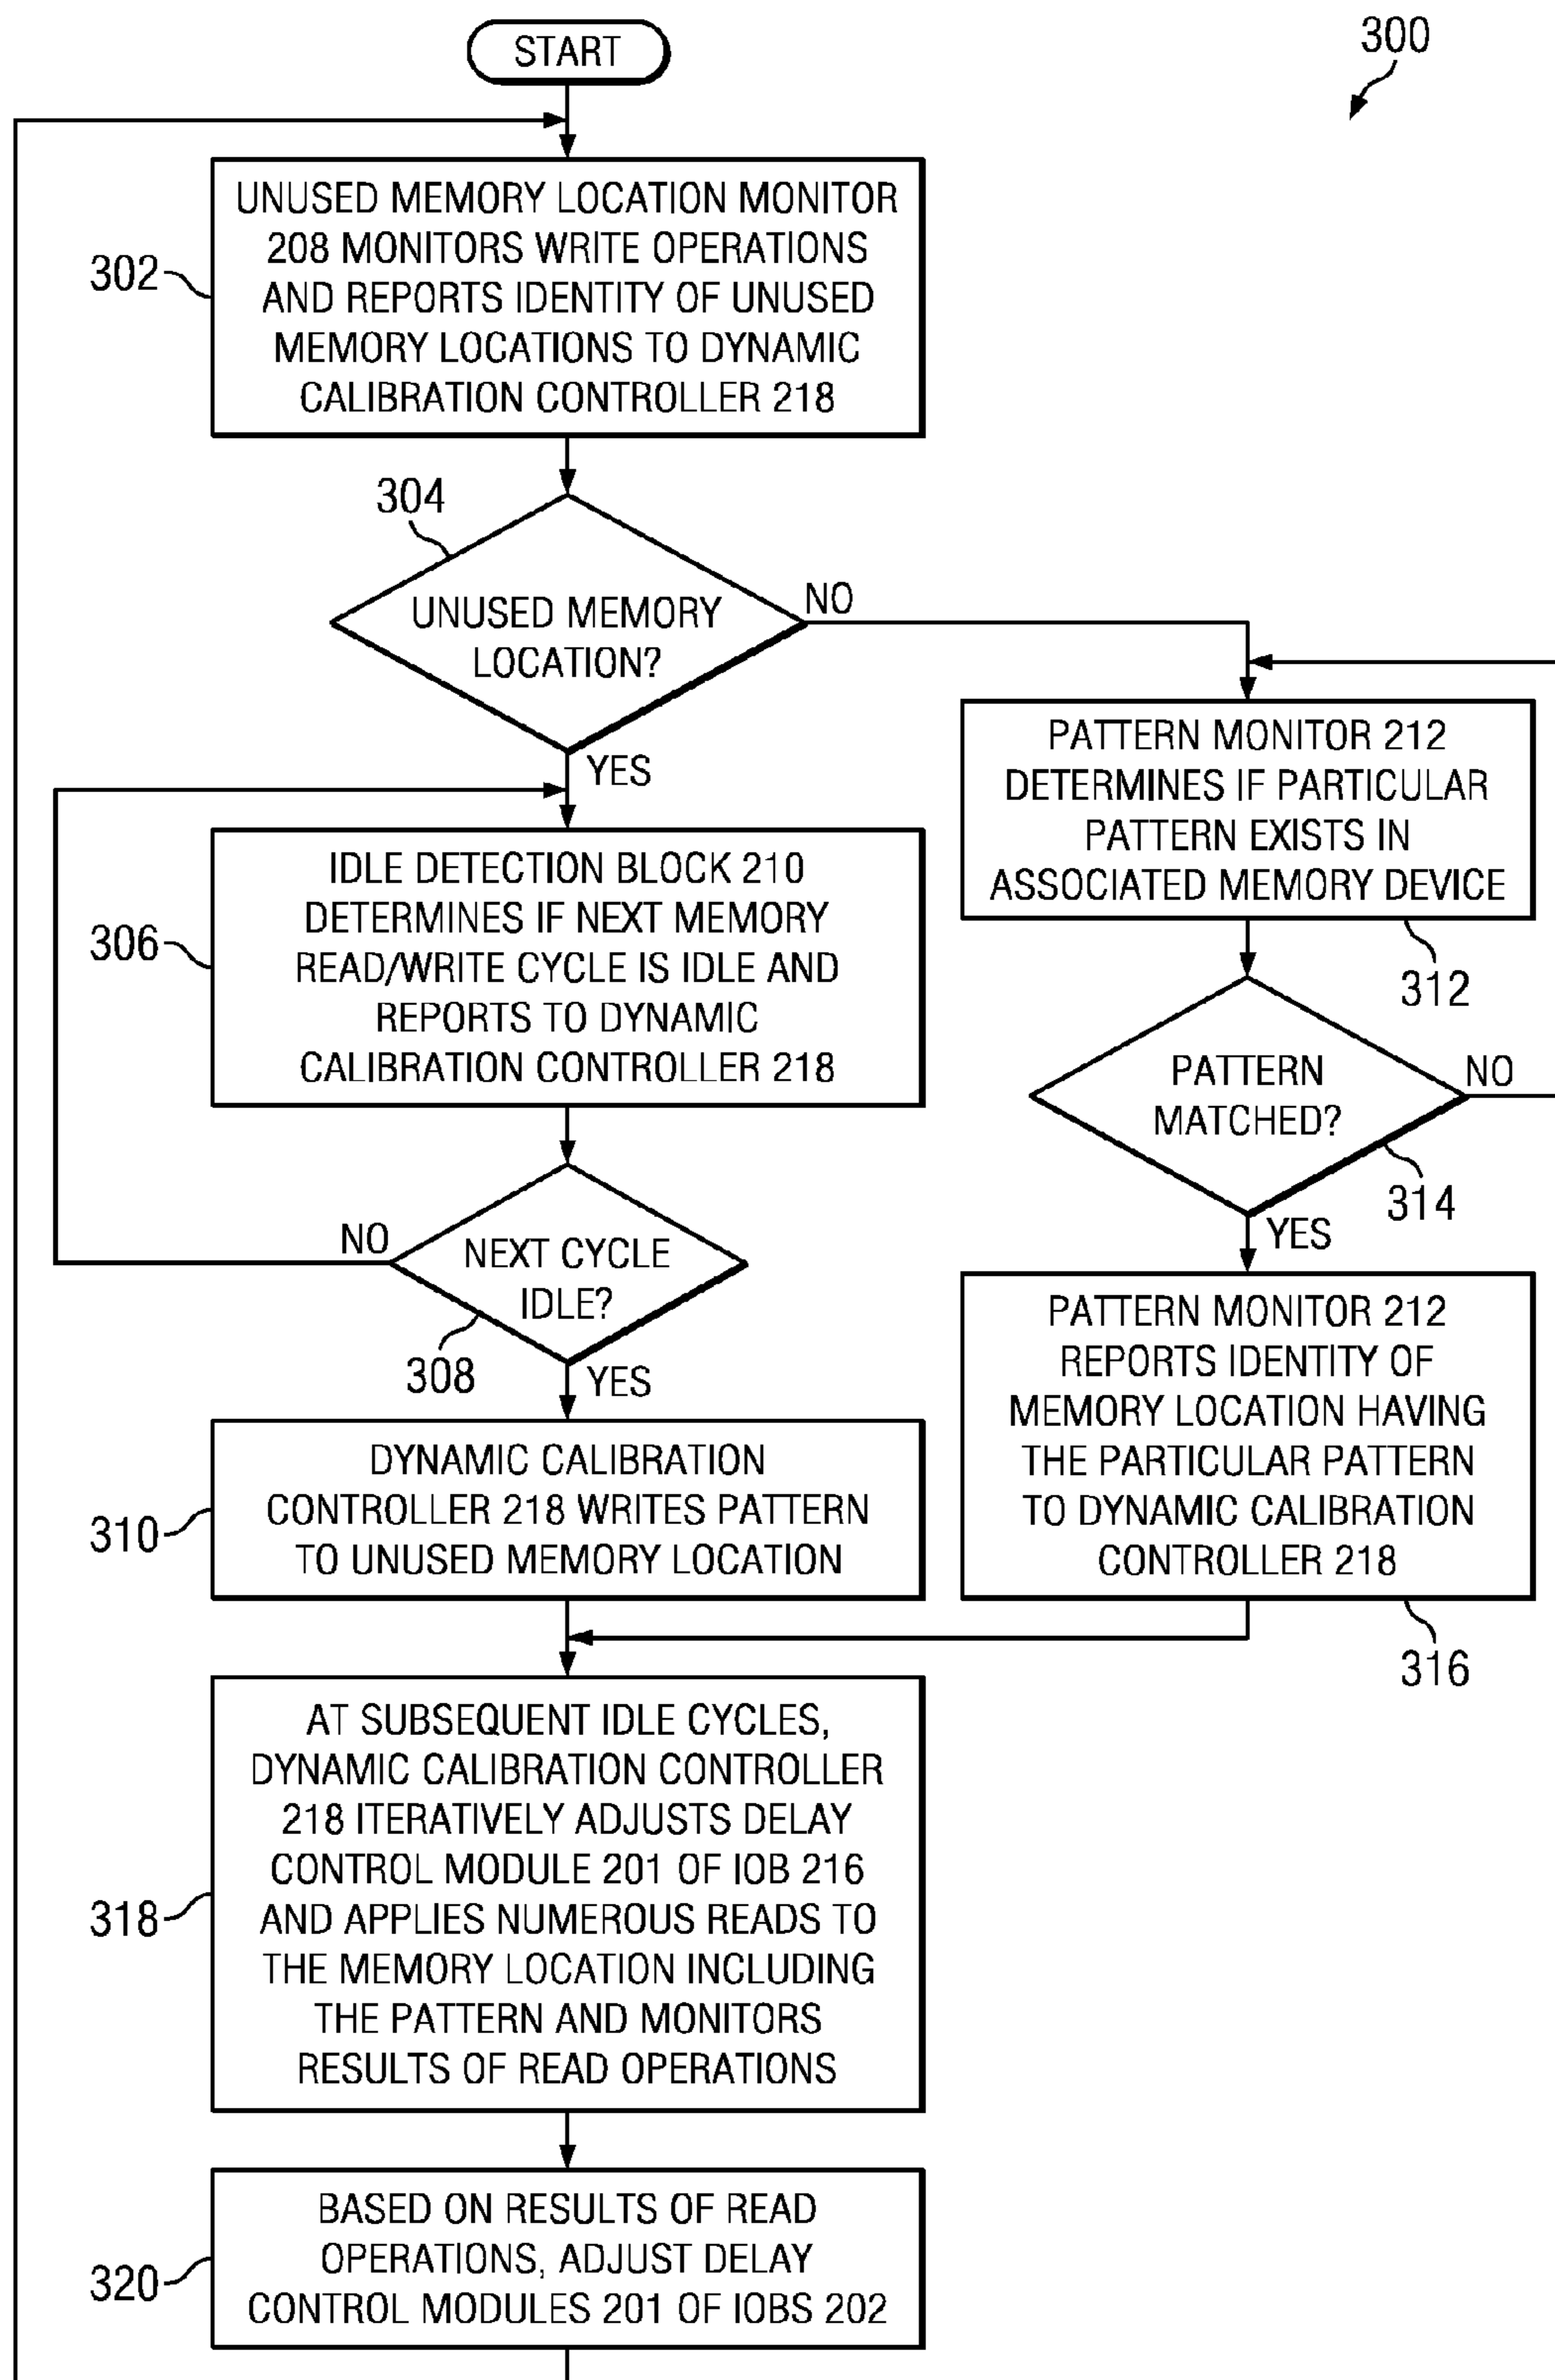 START
300
302
UNUSED MEMORY LOCATION MONITOR
208 MONITORS WRITE OPERATIONS
AND REPORTS IDENTITY OF UNUSED
MEMORY LOCATIONS TO DYNAMIC
CALIBRATION CONTROLLER 218
304
UNUSED MEMORY
LOCATION?
NO
YES
306
IDLE DETECTION BLOCK 210
DETERMINES IF NEXT MEMORY
READ/WRITE CYCLE IS IDLE AND
REPORTS TO DYNAMIC
CALIBRATION CONTROLLER 218
NO
NEXT CYCLE
IDLE?
308
YES
310
DYNAMIC CALIBRATION
CONTROLLER 218 WRITES PATTERN
TO UNUSED MEMORY LOCATION
PATTERN MONITOR 212
DETERMINES IF PARTICULAR
PATTERN EXISTS IN
ASSOCIATED MEMORY DEVICE
312
PATTERN
MATCHED?
NO
314
YES
PATTERN MONITOR 212
REPORTS IDENTITY OF
MEMORY LOCATION HAVING
THE PARTICULAR PATTERN
TO DYNAMIC CALIBRATION
CONTROLLER 218
316
318
AT SUBSEQUENT IDLE CYCLES,
DYNAMIC CALIBRATION CONTROLLER
218 ITERATIVELY ADJUSTS DELAY
CONTROL MODULE 201 OF IOB 216
AND APPLIES NUMEROUS READS TO
THE MEMORY LOCATION INCLUDING
THE PATTERN AND MONITORS
RESULTS OF READ OPERATIONS
320
BASED ON RESULTS OF READ
OPERATIONS, ADJUST DELAY
CONTROL MODULES 201 OF IOBS 202